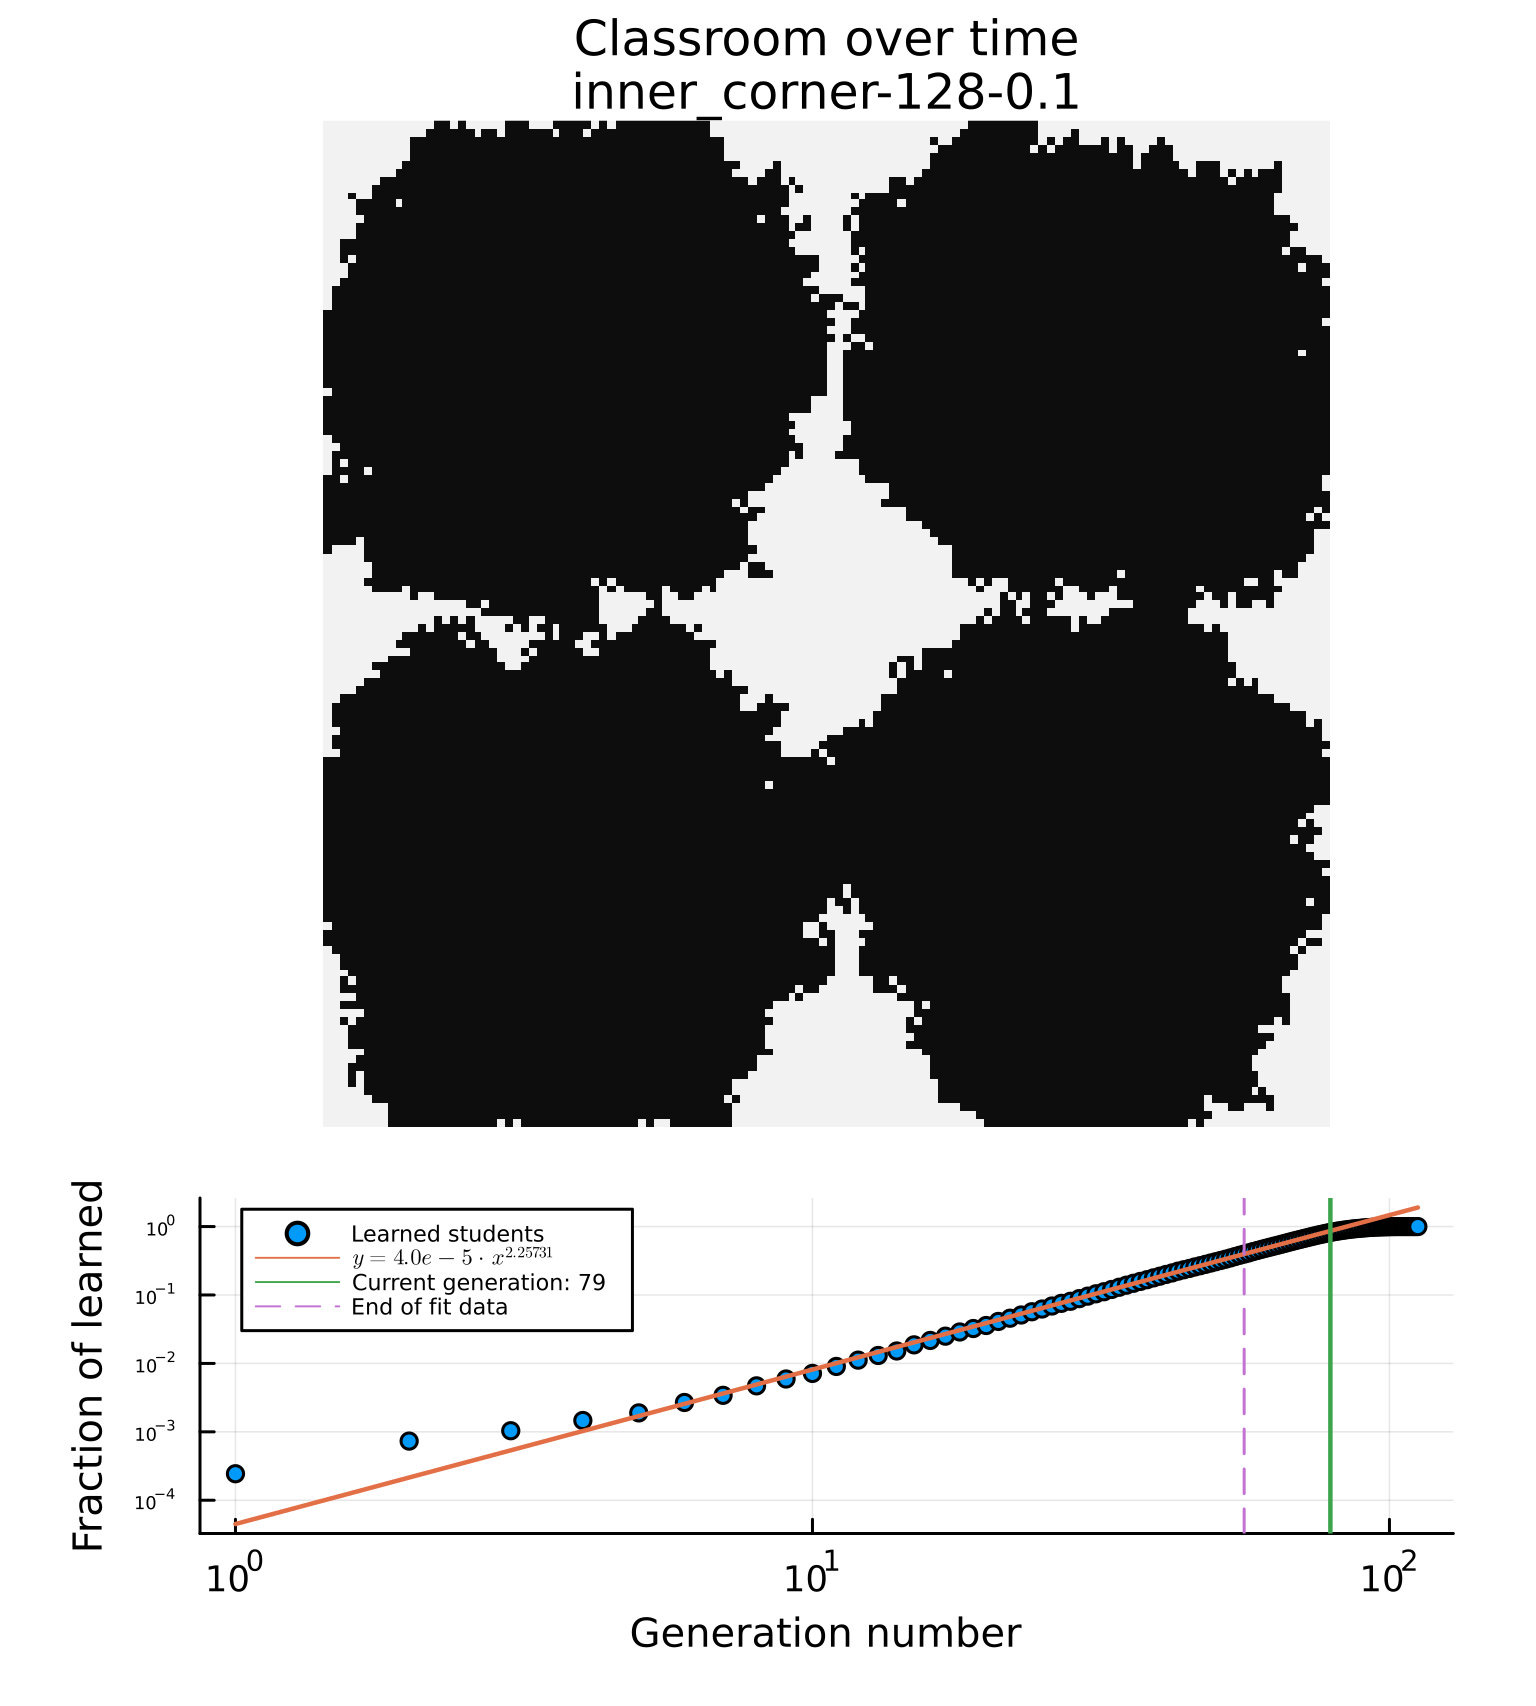 Classroom over time
inner_corner-128-0.1
Fraction of learned
10^0
10^-1
10^-2
10^-3
10^-4
Learned students
y = 4.0e − 5 · x^2.25731
Current generation: 79
End of fit data
10^0 10^1 10^2
Generation number